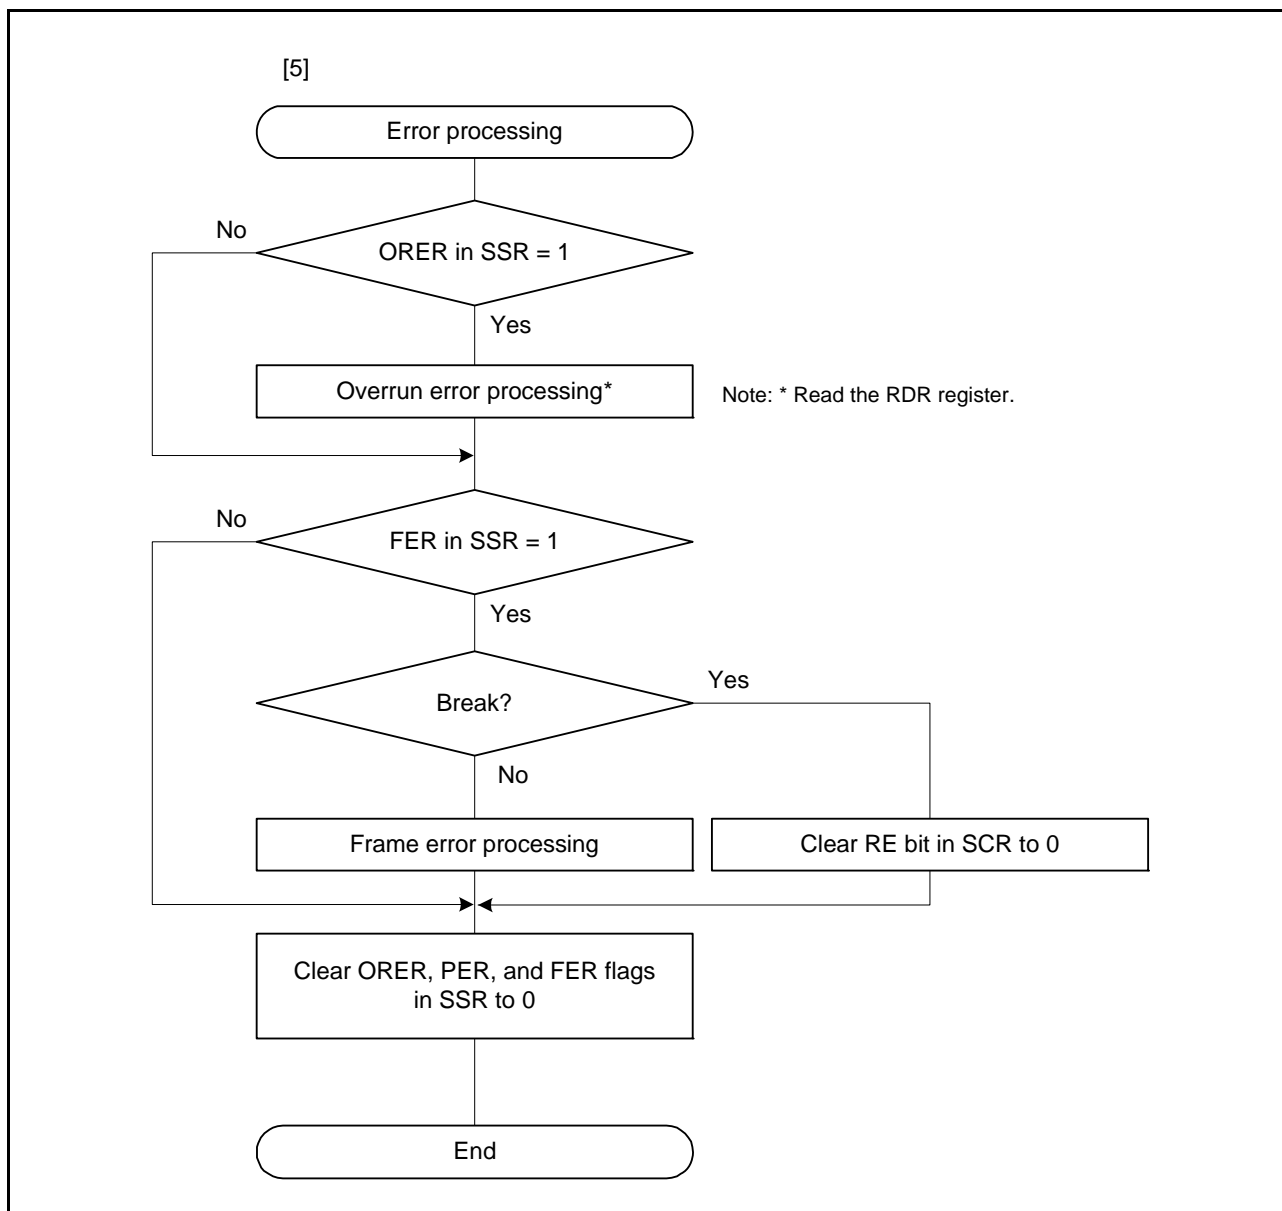 [5]
Error processing
No
ORER in SSR = 1
Yes
Overrun error processing*
Note: * Read the RDR register.
No
FER in SSR = 1
Yes
Break?
Yes
No
Frame error processing
Clear RE bit in SCR to 0
Clear ORER, PER, and FER flags
in SSR to 0
End